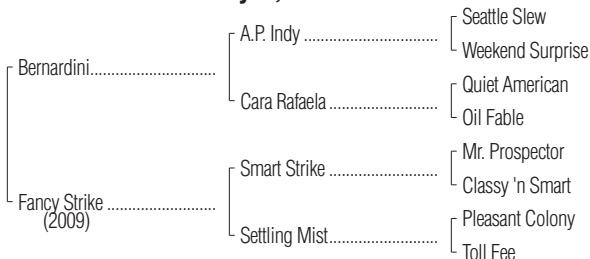 Bernardini..............................
Fancy Strike ..........................
(2009)
A.P. Indy ................................
Cara Rafaela ..........................
Smart Strike ..........................
Settling Mist..........................
Seattle Slew
Weekend Surprise
Quiet American
Oil Fable
Mr. Prospector
Classy 'n Smart
Pleasant Colony
Toll Fee